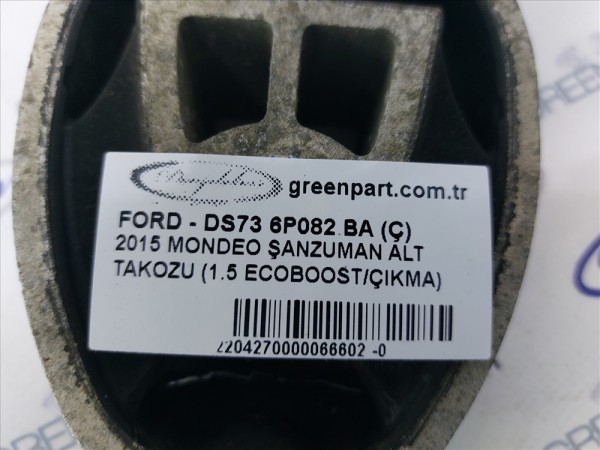 greenpart.com.tr
FORD - DS73 6P082 BA (Ç)
2015 MONDEO ŞANZUMAN ALT
TAKOZU (1.5 ECOBOOST/ÇIKMA)
2204270000066602 -0